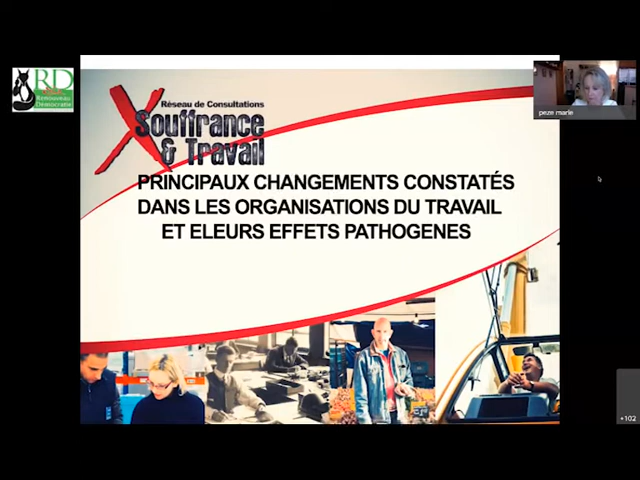 RD
Renouveau
Démocratie
Réseau de Consultations
Souffrance
& Travail
PRINCIPAUX CHANGEMENTS CONSTATÉS
DANS LES ORGANISATIONS DU TRAVAIL
ET ELEURS EFFETS PATHOGENES
peze marie
+102